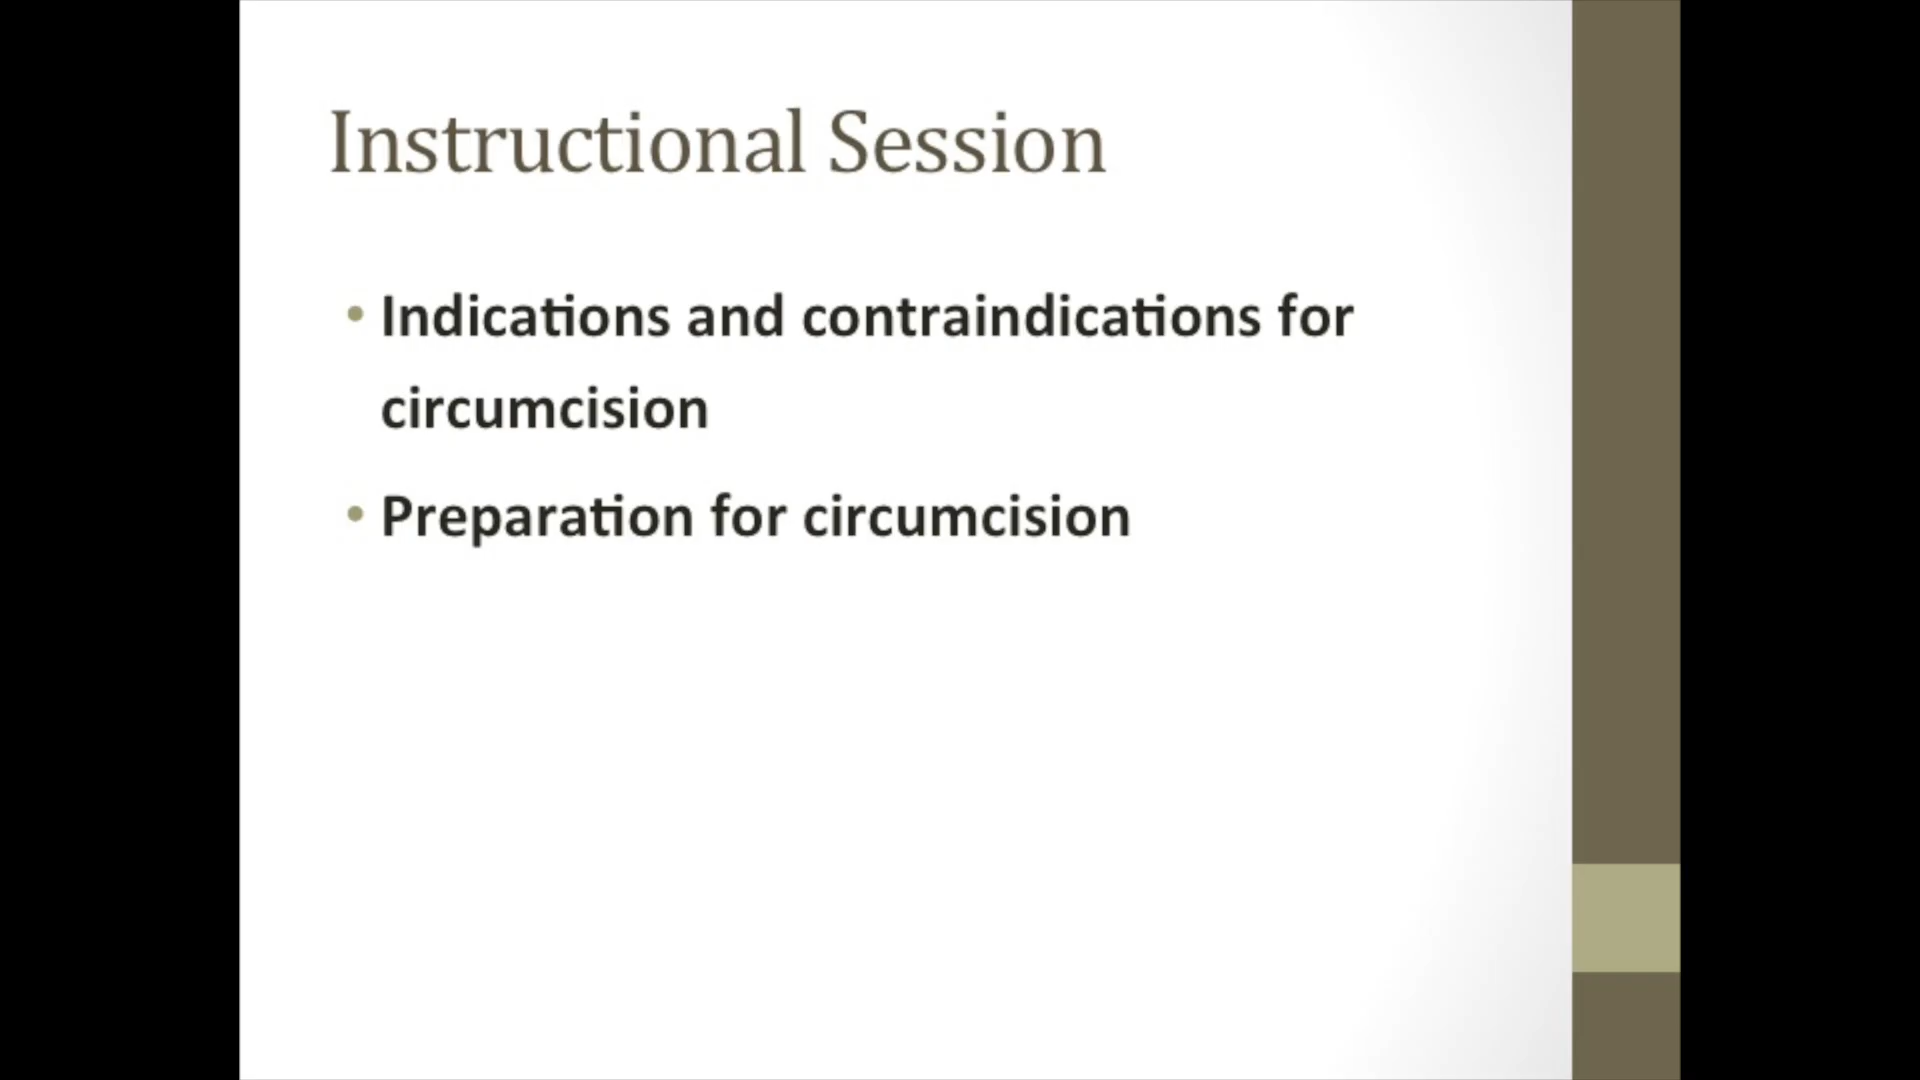 Instructional Session
• Indications and contraindications for
circumcision
• Preparation for circumcision